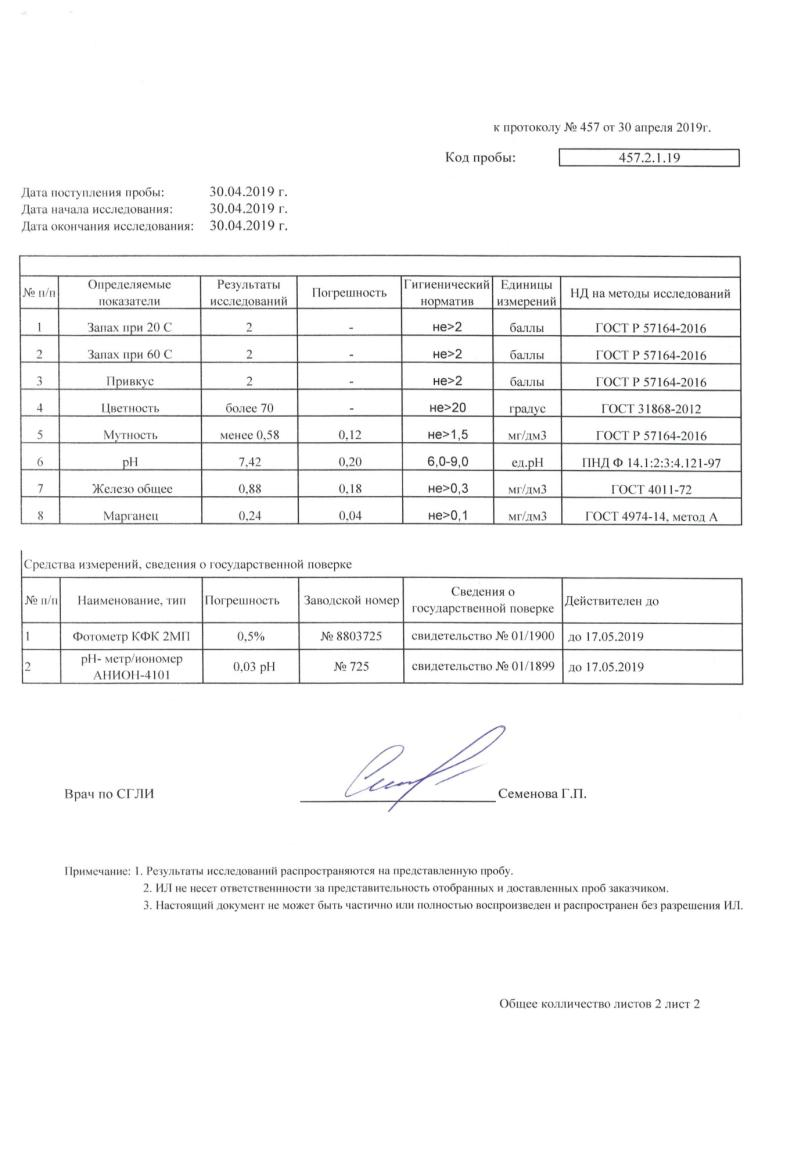 к протоколу № 457 от 30 апреля 2019г.
Код пробы: 457.2.1.19
Дата поступления пробы: 30.04.2019 г.
Дата начала исследования: 30.04.2019 г.
Дата окончания исследования: 30.04.2019 г.
№ п/п Определяемые показатели Результаты исследований Погрешность Гигиенический норматив Единицы измерений НД на методы исследований
1 Запах при 20 С 2 - не>2 баллы ГОСТ Р 57164-2016
2 Запах при 60 С 2 - не>2 баллы ГОСТ Р 57164-2016
3 Привкус 2 - не>2 баллы ГОСТ Р 57164-2016
4 Цветность более 70 - не>20 градус ГОСТ 31868-2012
5 Мутность менее 0,58 0,12 не>1,5 мг/дм3 ГОСТ Р 57164-2016
6 рН 7,42 0,20 6,0-9,0 ед.рН ПНД Ф 14.1:2:3:4.121-97
7 Железо общее 0,88 0,18 не>0,3 мг/дм3 ГОСТ 4011-72
8 Марганец 0,24 0,04 не>0,1 мг/дм3 ГОСТ 4974-14, метод А
Средства измерений, сведения о государственной поверке
№ п/п Наименование, тип Погрешность Заводской номер Сведения о государственной поверке Действителен до
1 Фотометр КФК 2МП 0,5% № 8803725 свидетельство № 01/1900 до 17.05.2019
2 рН- метр/иономер АНИОН-4101 0,03 рН № 725 свидетельство № 01/1899 до 17.05.2019
Врач по СГЛИ Семенова Г.П.
Примечание: 1. Результаты исследований распространяются на представленную пробу.
2. ИЛ не несет ответственнности за представительность отобранных и доставленных проб заказчиком.
3. Настоящий документ не может быть частично или полностью воспроизведен и распространен без разрешения ИЛ.
Общее колличество листов 2 лист 2